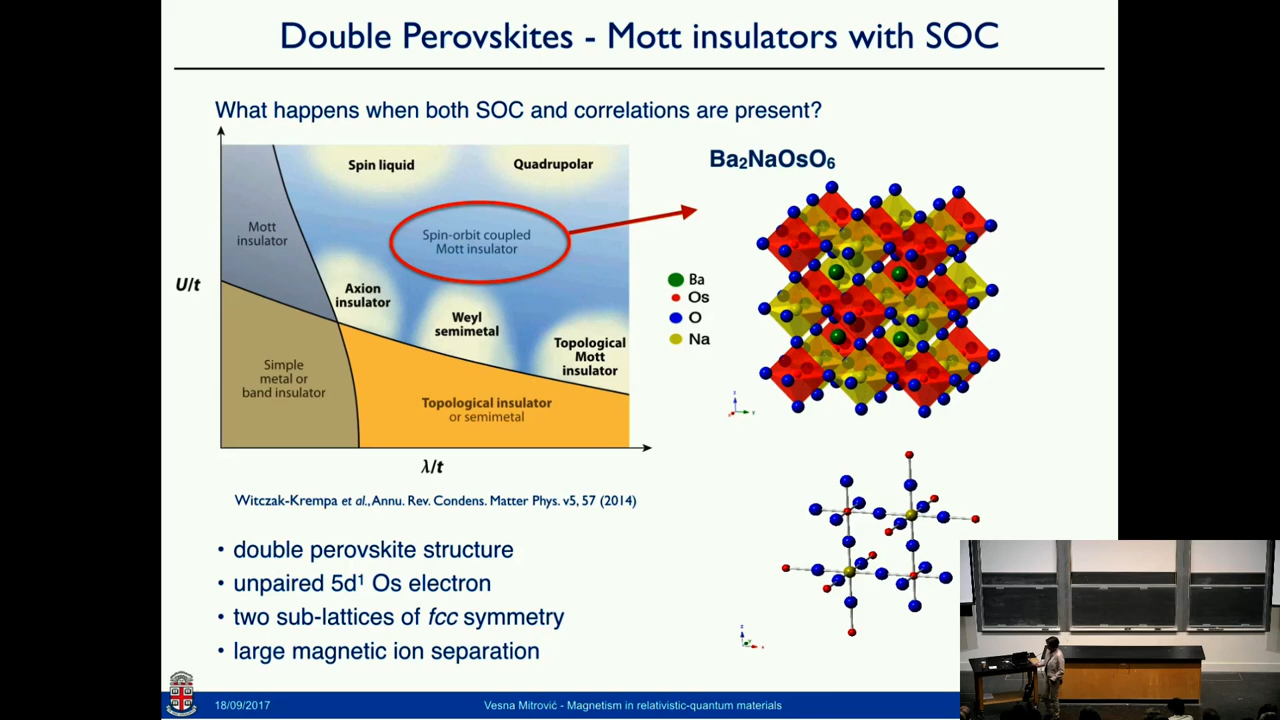 Double Perovskites - Mott insulators with SOC
What happens when both SOC and correlations are present?
Spin liquid
Quadrupolar
Mott
insulator
Spin-orbit coupled
Mott insulator
U/t
Axion
insulator
Weyl
semimetal
Topological
Mott
insulator
Simple
metal or
band insulator
Topological insulator
or semimetal
λ/t
Ba₂NaOsO₆
Ba
Os
O
Na
Witczak-Krempa et al., Annu. Rev. Condens. Matter Phys. v5, 57 (2014)
• double perovskite structure
• unpaired 5d¹ Os electron
• two sub-lattices of fcc symmetry
• large magnetic ion separation
18/09/2017
Vesna Mitrović - Magnetism in relativistic-quantum materials